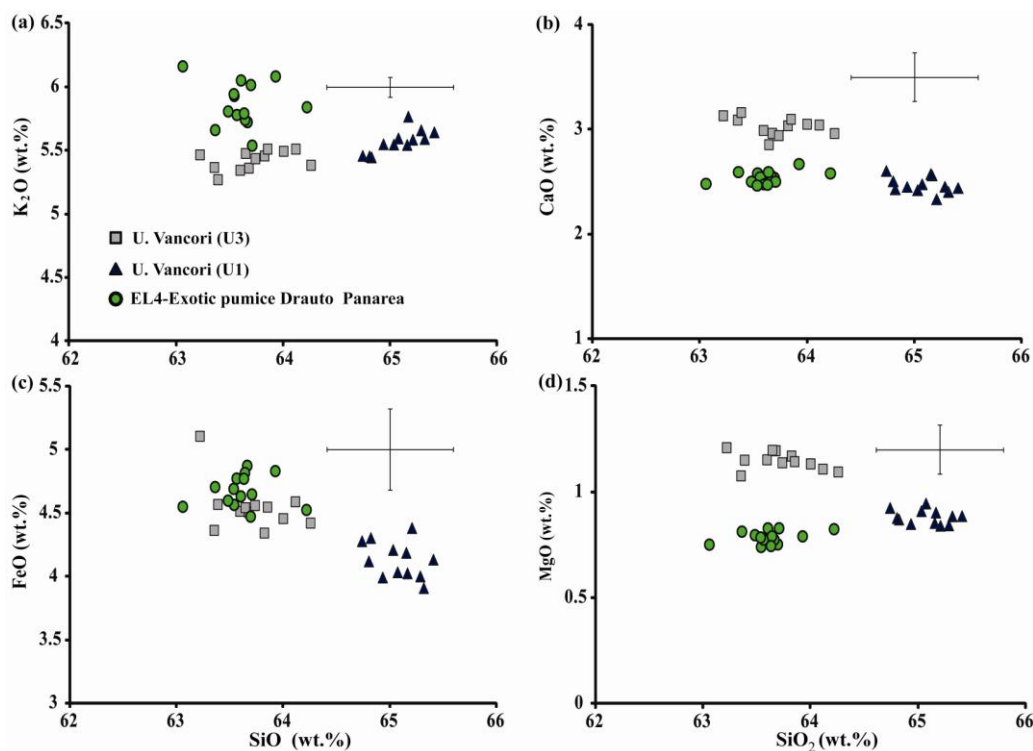 (a)
6.5
6
5.5
5
4.5
4
K₂O (wt.%)
U. Vancori (U3)
U. Vancori (U1)
EL4-Exotic pumice Drauto Panarea
62 63 64 65 66
(b)
4
3
2
1
CaO (wt.%)
62 63 64 65 66
(c)
5.5
5
4.5
4
3.5
3
FeO (wt.%)
62 63 64 65 66
SiO (wt.%)
(d)
1.5
1
0.5
0
MgO (wt.%)
62 63 64 65 66
SiO₂ (wt.%)